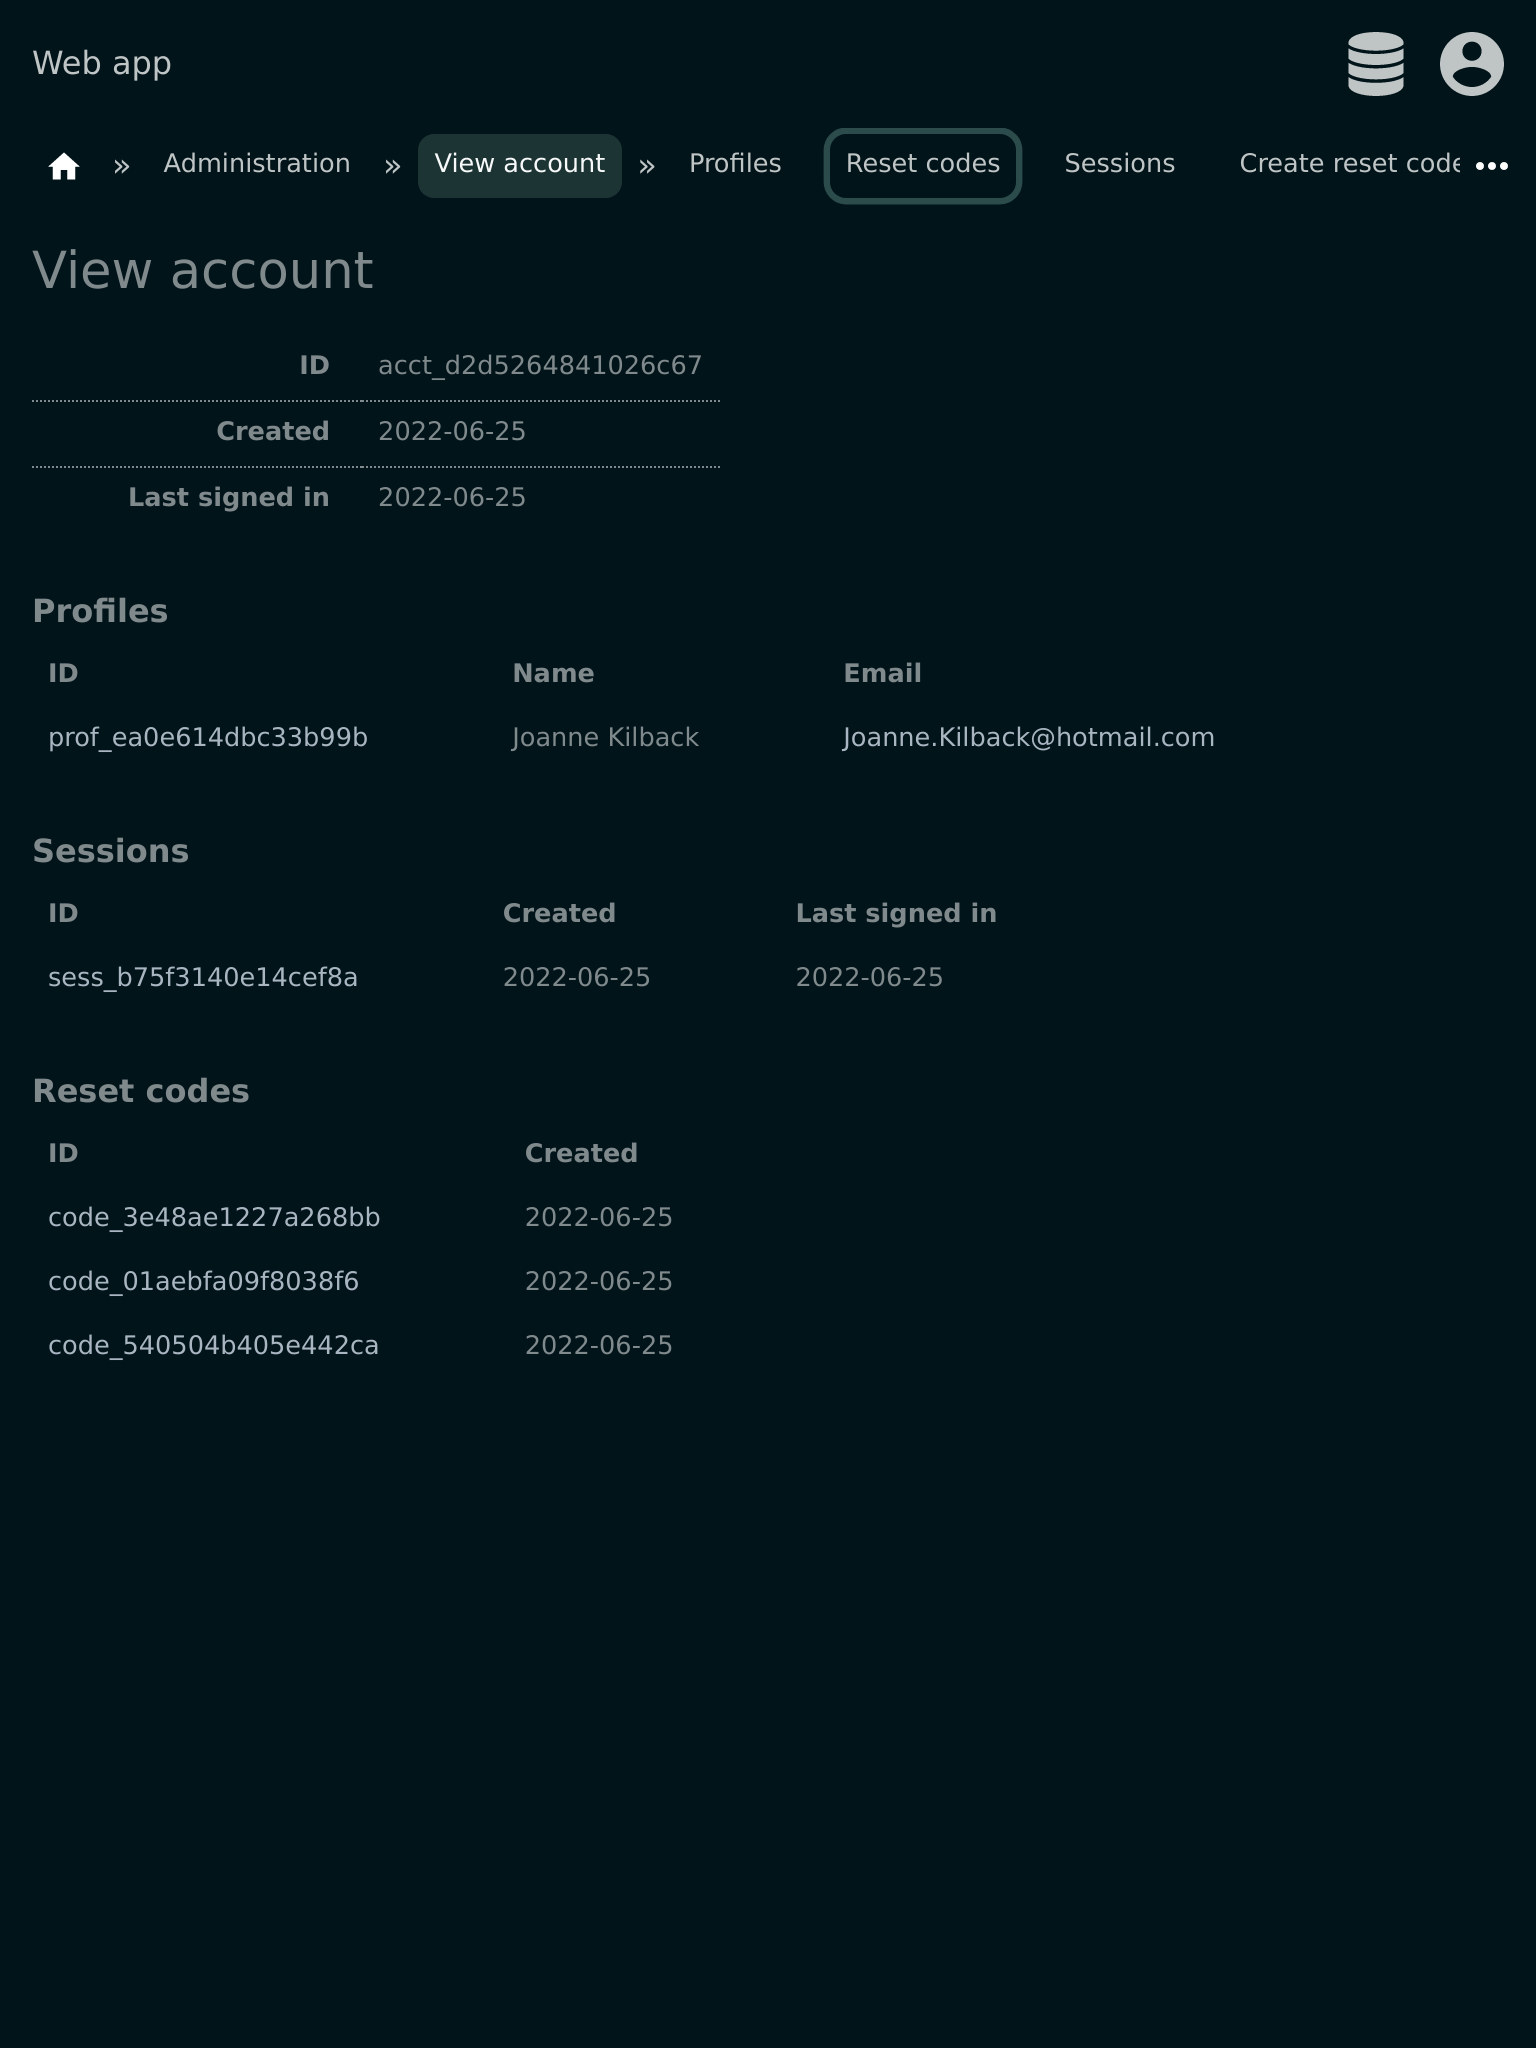 Web app
» Administration » View account » Profiles Reset codes Sessions Create reset code
View account
ID acct_d2d5264841026c67
Created 2022-06-25
Last signed in 2022-06-25
Profiles
ID Name Email
prof_ea0e614dbc33b99b Joanne Kilback Joanne.Kilback@hotmail.com
Sessions
ID Created Last signed in
sess_b75f3140e14cef8a 2022-06-25 2022-06-25
Reset codes
ID Created
code_3e48ae1227a268bb 2022-06-25
code_01aebfa09f8038f6 2022-06-25
code_540504b405e442ca 2022-06-25